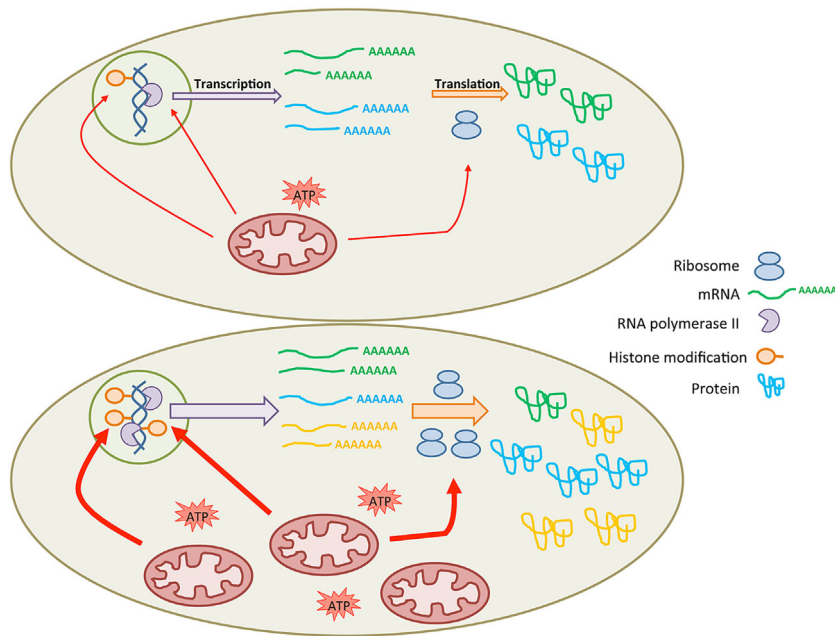 AAAAAA
AAAAAA
Transcription
Translation
AAAAAA
AAAAAA
ATP
Ribosome
mRNA AAAAAA
RNA polymerase II
Histone modification
Protein
AAAAAA
AAAAAA
AAAAAA
AAAAAA
AAAAAA
ATP
ATP
ATP